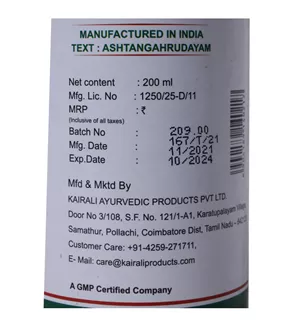 MANUFACTURED IN INDIA
TEXT : ASHTANGAHRUDAYAM
Net content : 200 ml
Mfg. Lic. No : 1250/25-D/11
MRP : ₹
(Inclusive of all taxes)
209.00
Batch No : 167/T/21
Mfg. Date : 11/2021
Exp.Date : 10/2024
Mfd & Mktd By
KAIRALI AYURVEDIC PRODUCTS PVT LTD.
Door No 3/108, S.F. No. 121/1-A1, Karatupalayam
Samathur, Pollachi, Coimbatore Dist, Tamil Nadu -
Customer Care: +91-4259-271711,
E- Mail: care@kairaliproducts.com
A GMP Certified Company